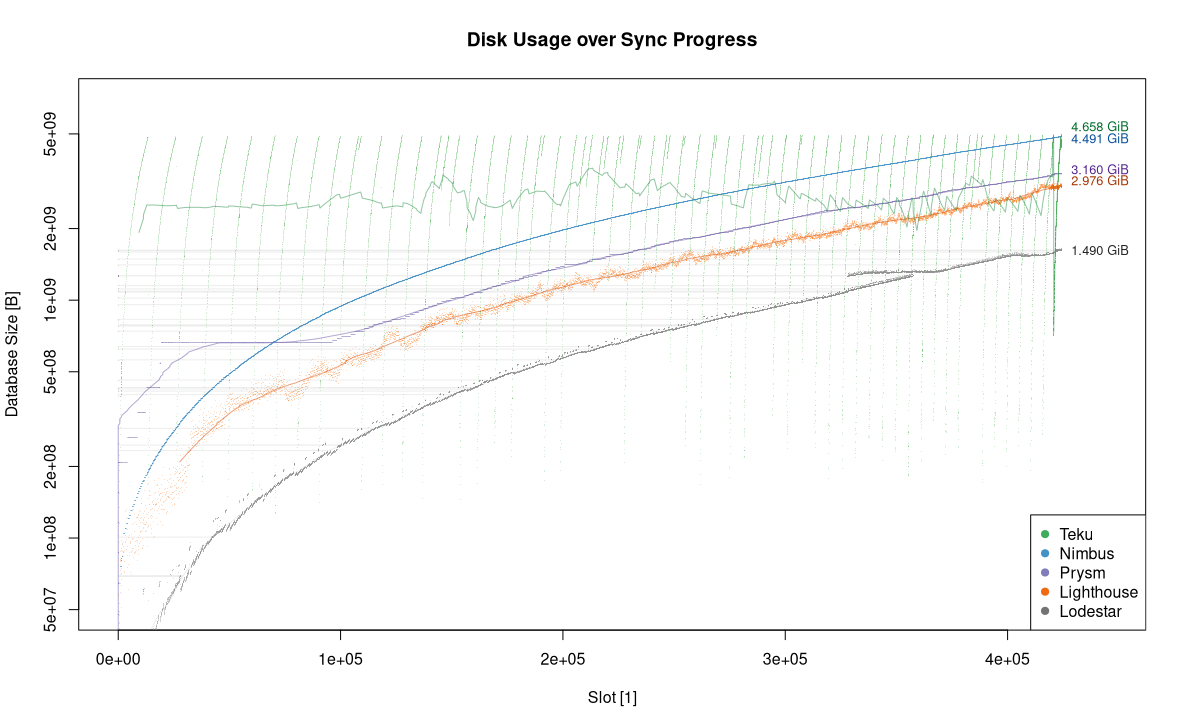 Disk Usage over Sync Progress
Database Size [B]
5e+09
2e+09
1e+09
5e+08
2e+08
1e+08
5e+07
4.658 GiB
4.491 GiB
3.160 GiB
2.976 GiB
1.490 GiB
Teku
Nimbus
Prysm
Lighthouse
Lodestar
0e+00 1e+05 2e+05 3e+05 4e+05
Slot [1]